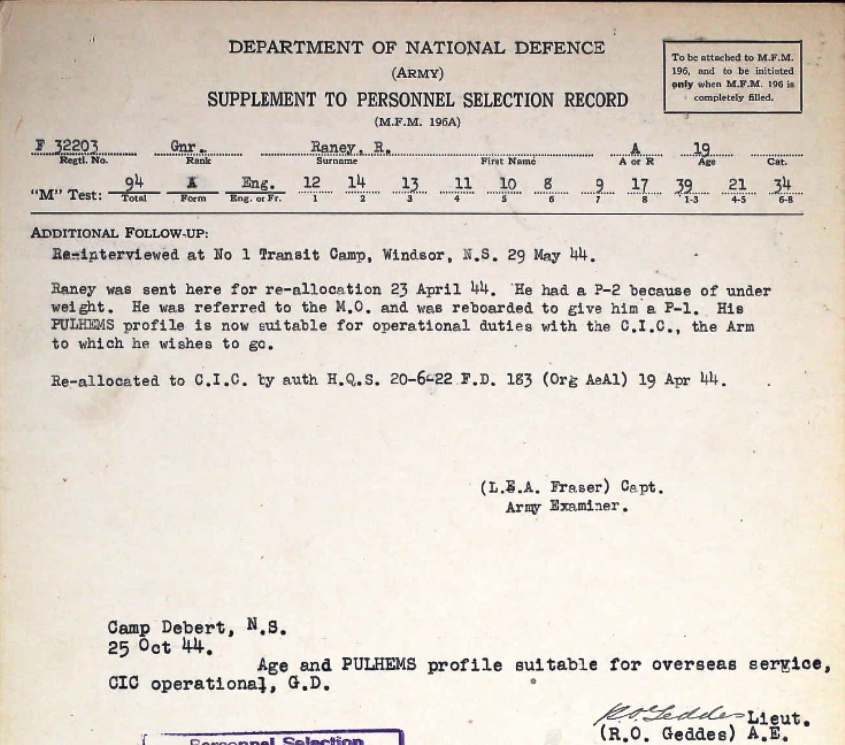 DEPARTMENT OF NATIONAL DEFENCE
(ARMY)
SUPPLEMENT TO PERSONNEL SELECTION RECORD
(M.F.M. 196A)
To be attached to M.F.M.
196, and to be initiated
only when M.F.M. 196 is
completely filled.
F 32203 Gnr. Raney. R. A 19
Regtl. No. Rank Surname First Name A or R Age Cat.
"M" Test: 94 A Eng. 12 14 13 11 10 8 9 17 39 21 34
Total Form Eng. or Fr. 1 2 3 4 5 6 7 8 1-3 4-5 6-8
ADDITIONAL FOLLOW-UP:
Re-interviewed at No 1 Transit Camp, Windsor, N.S. 29 May 44.
Raney was sent here for re-allocation 23 April 44. He had a P-2 because of under
weight. He was referred to the M.O. and was reboarded to give him a P-1. His
PULHEMS profile is now suitable for operational duties with the C.I.C., the Arm
to which he wishes to go.
Re-allocated to C.I.C. by auth H.Q.S. 20-6-22 F.D. 183 (Org AeA1) 19 Apr 44.
(L.E.A. Fraser) Capt.
Army Examiner.
Camp Debert, N.S.
25 Oct 44.
Age and PULHEMS profile suitable for overseas service,
CIC operational, G.D.
R.O. Geddes Lieut.
(R.O. Geddes) A.E.
Personnel Selection